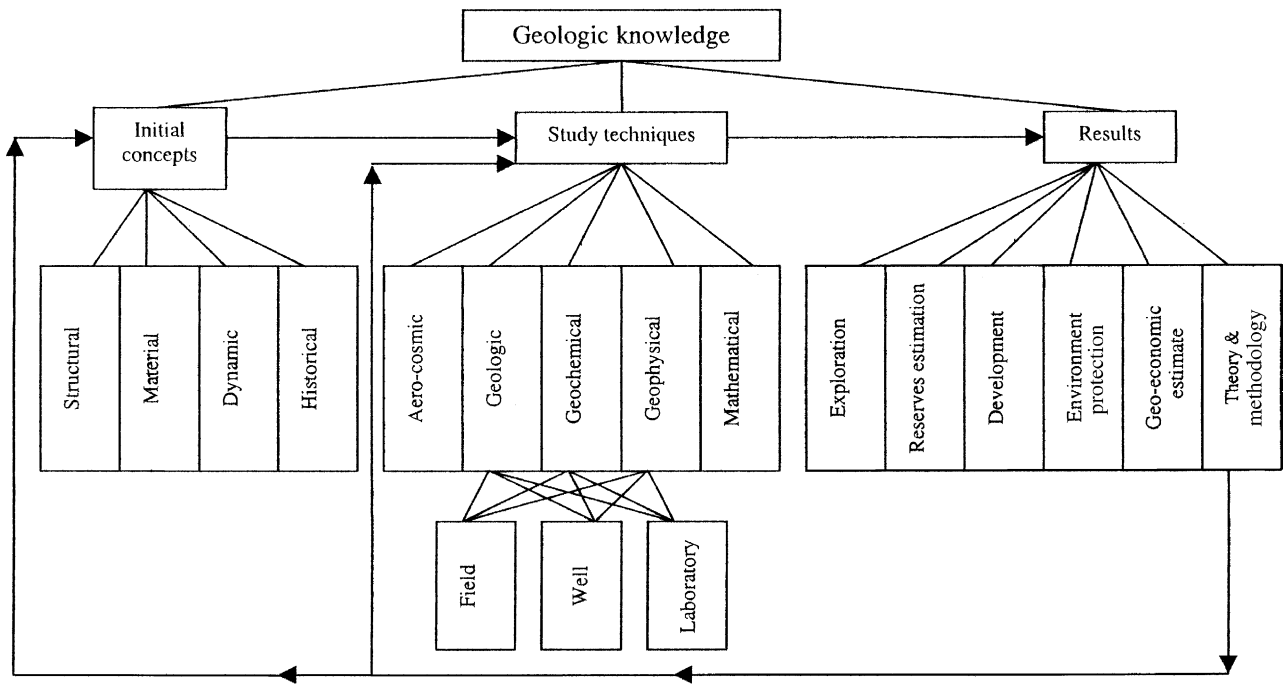 Geologic knowledge
Initial
concepts
Study techniques
Results
Structural
Material
Dynamic
Historical
Aero-cosmic
Geologic
Geochemical
Geophysical
Mathematical
Exploration
Reserves estimation
Development
Environment
protection
Geo-economic
estimate
Theory &
methodology
Field
Well
Laboratory